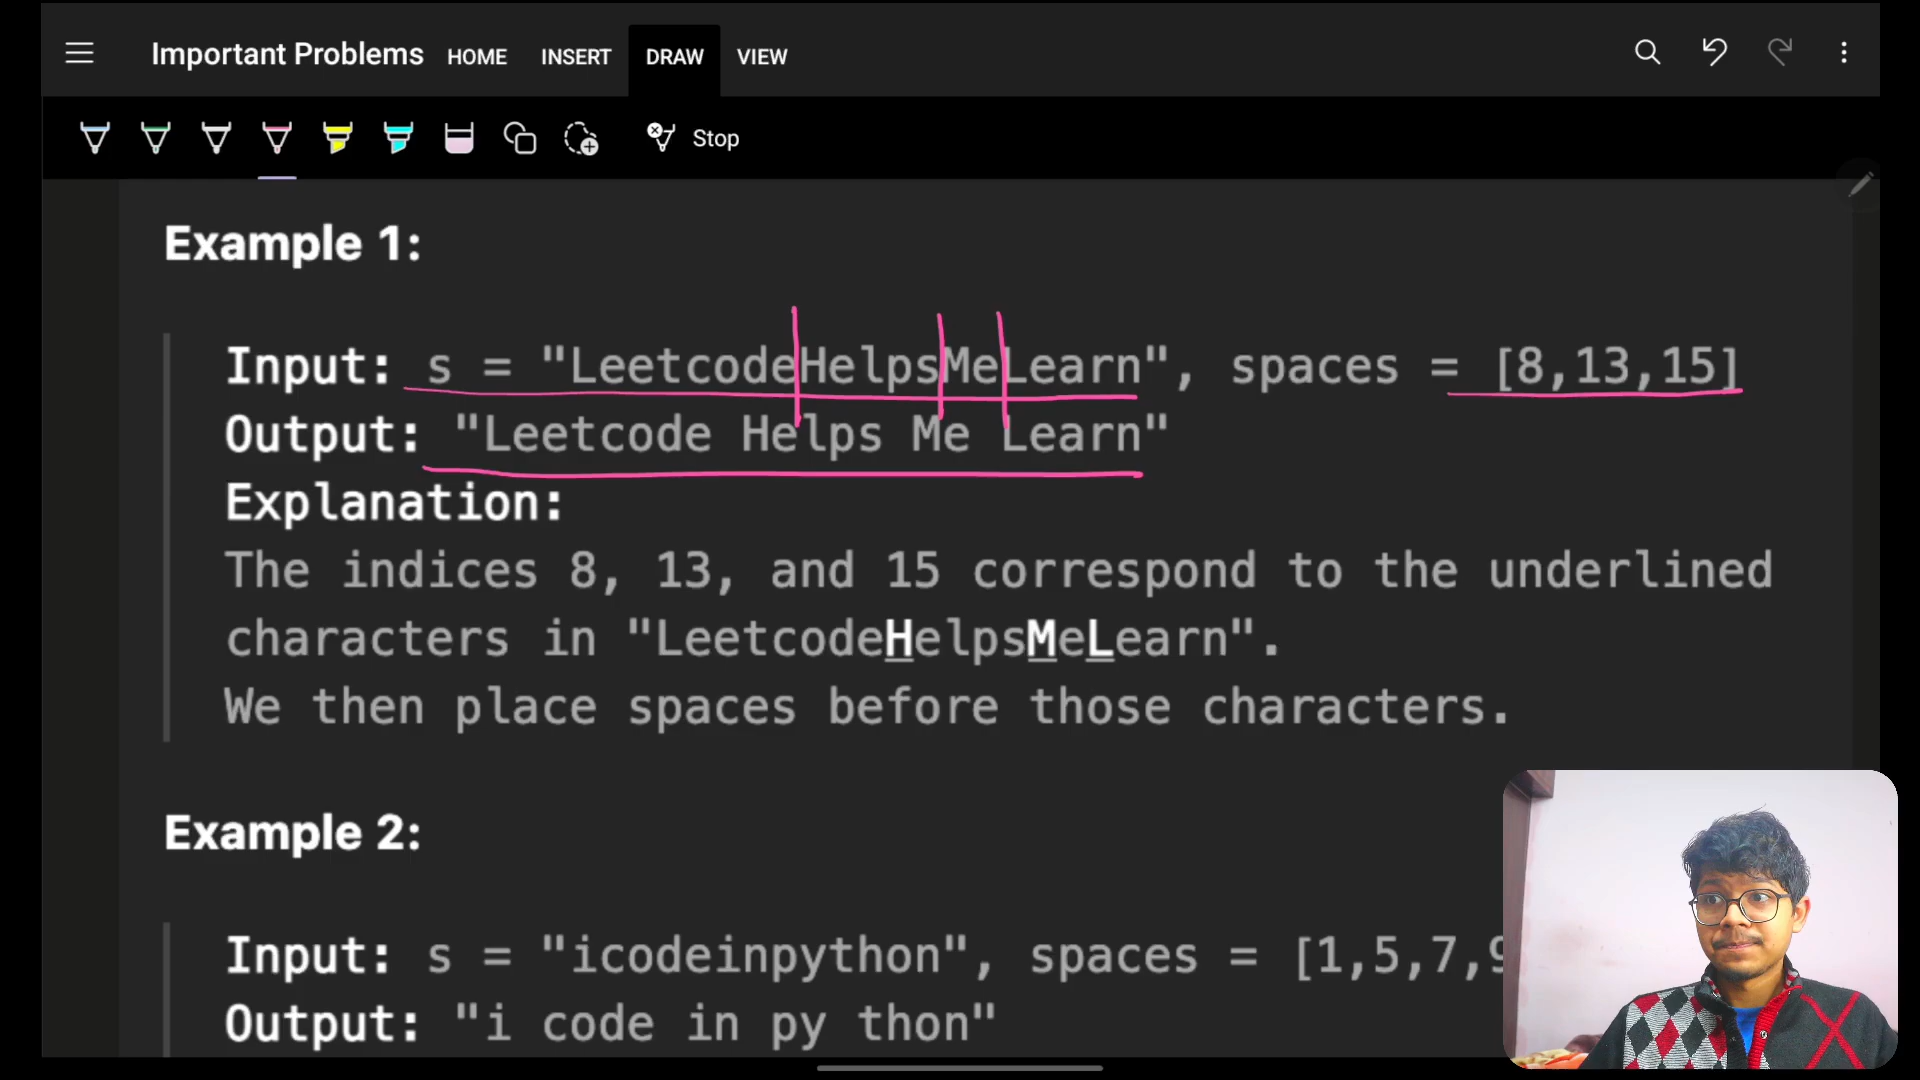 Important Problems HOME INSERT DRAW VIEW
Stop
Example 1:
Input: s = "LeetcodeHelpsMeLearn", spaces = [8,13,15]
Output: "Leetcode Helps Me Learn"
Explanation:
The indices 8, 13, and 15 correspond to the underlined
characters in "LeetcodeHelpsMeLearn".
We then place spaces before those characters.
Example 2:
Input: s = "icodeinpython", spaces = [1,5,7,9
Output: "i code in py thon"